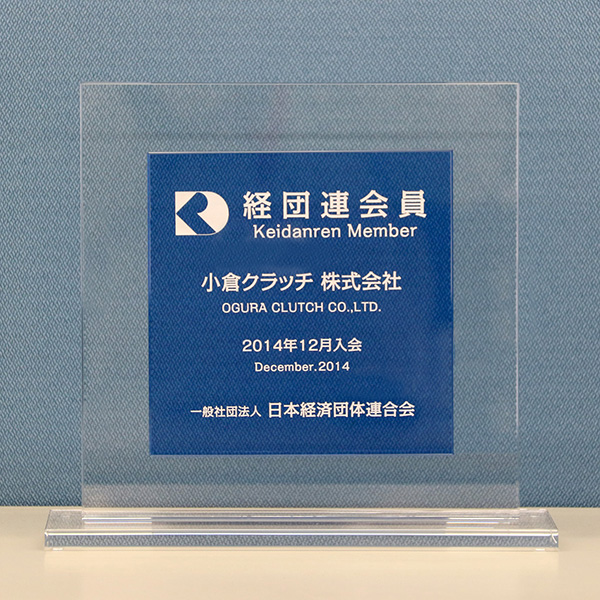 経団連会員
Keidanren Member
小倉クラッチ 株式会社
OGURA CLUTCH CO.,LTD.
2014年12月入会
December.2014
一般社団法人 日本経済団体連合会